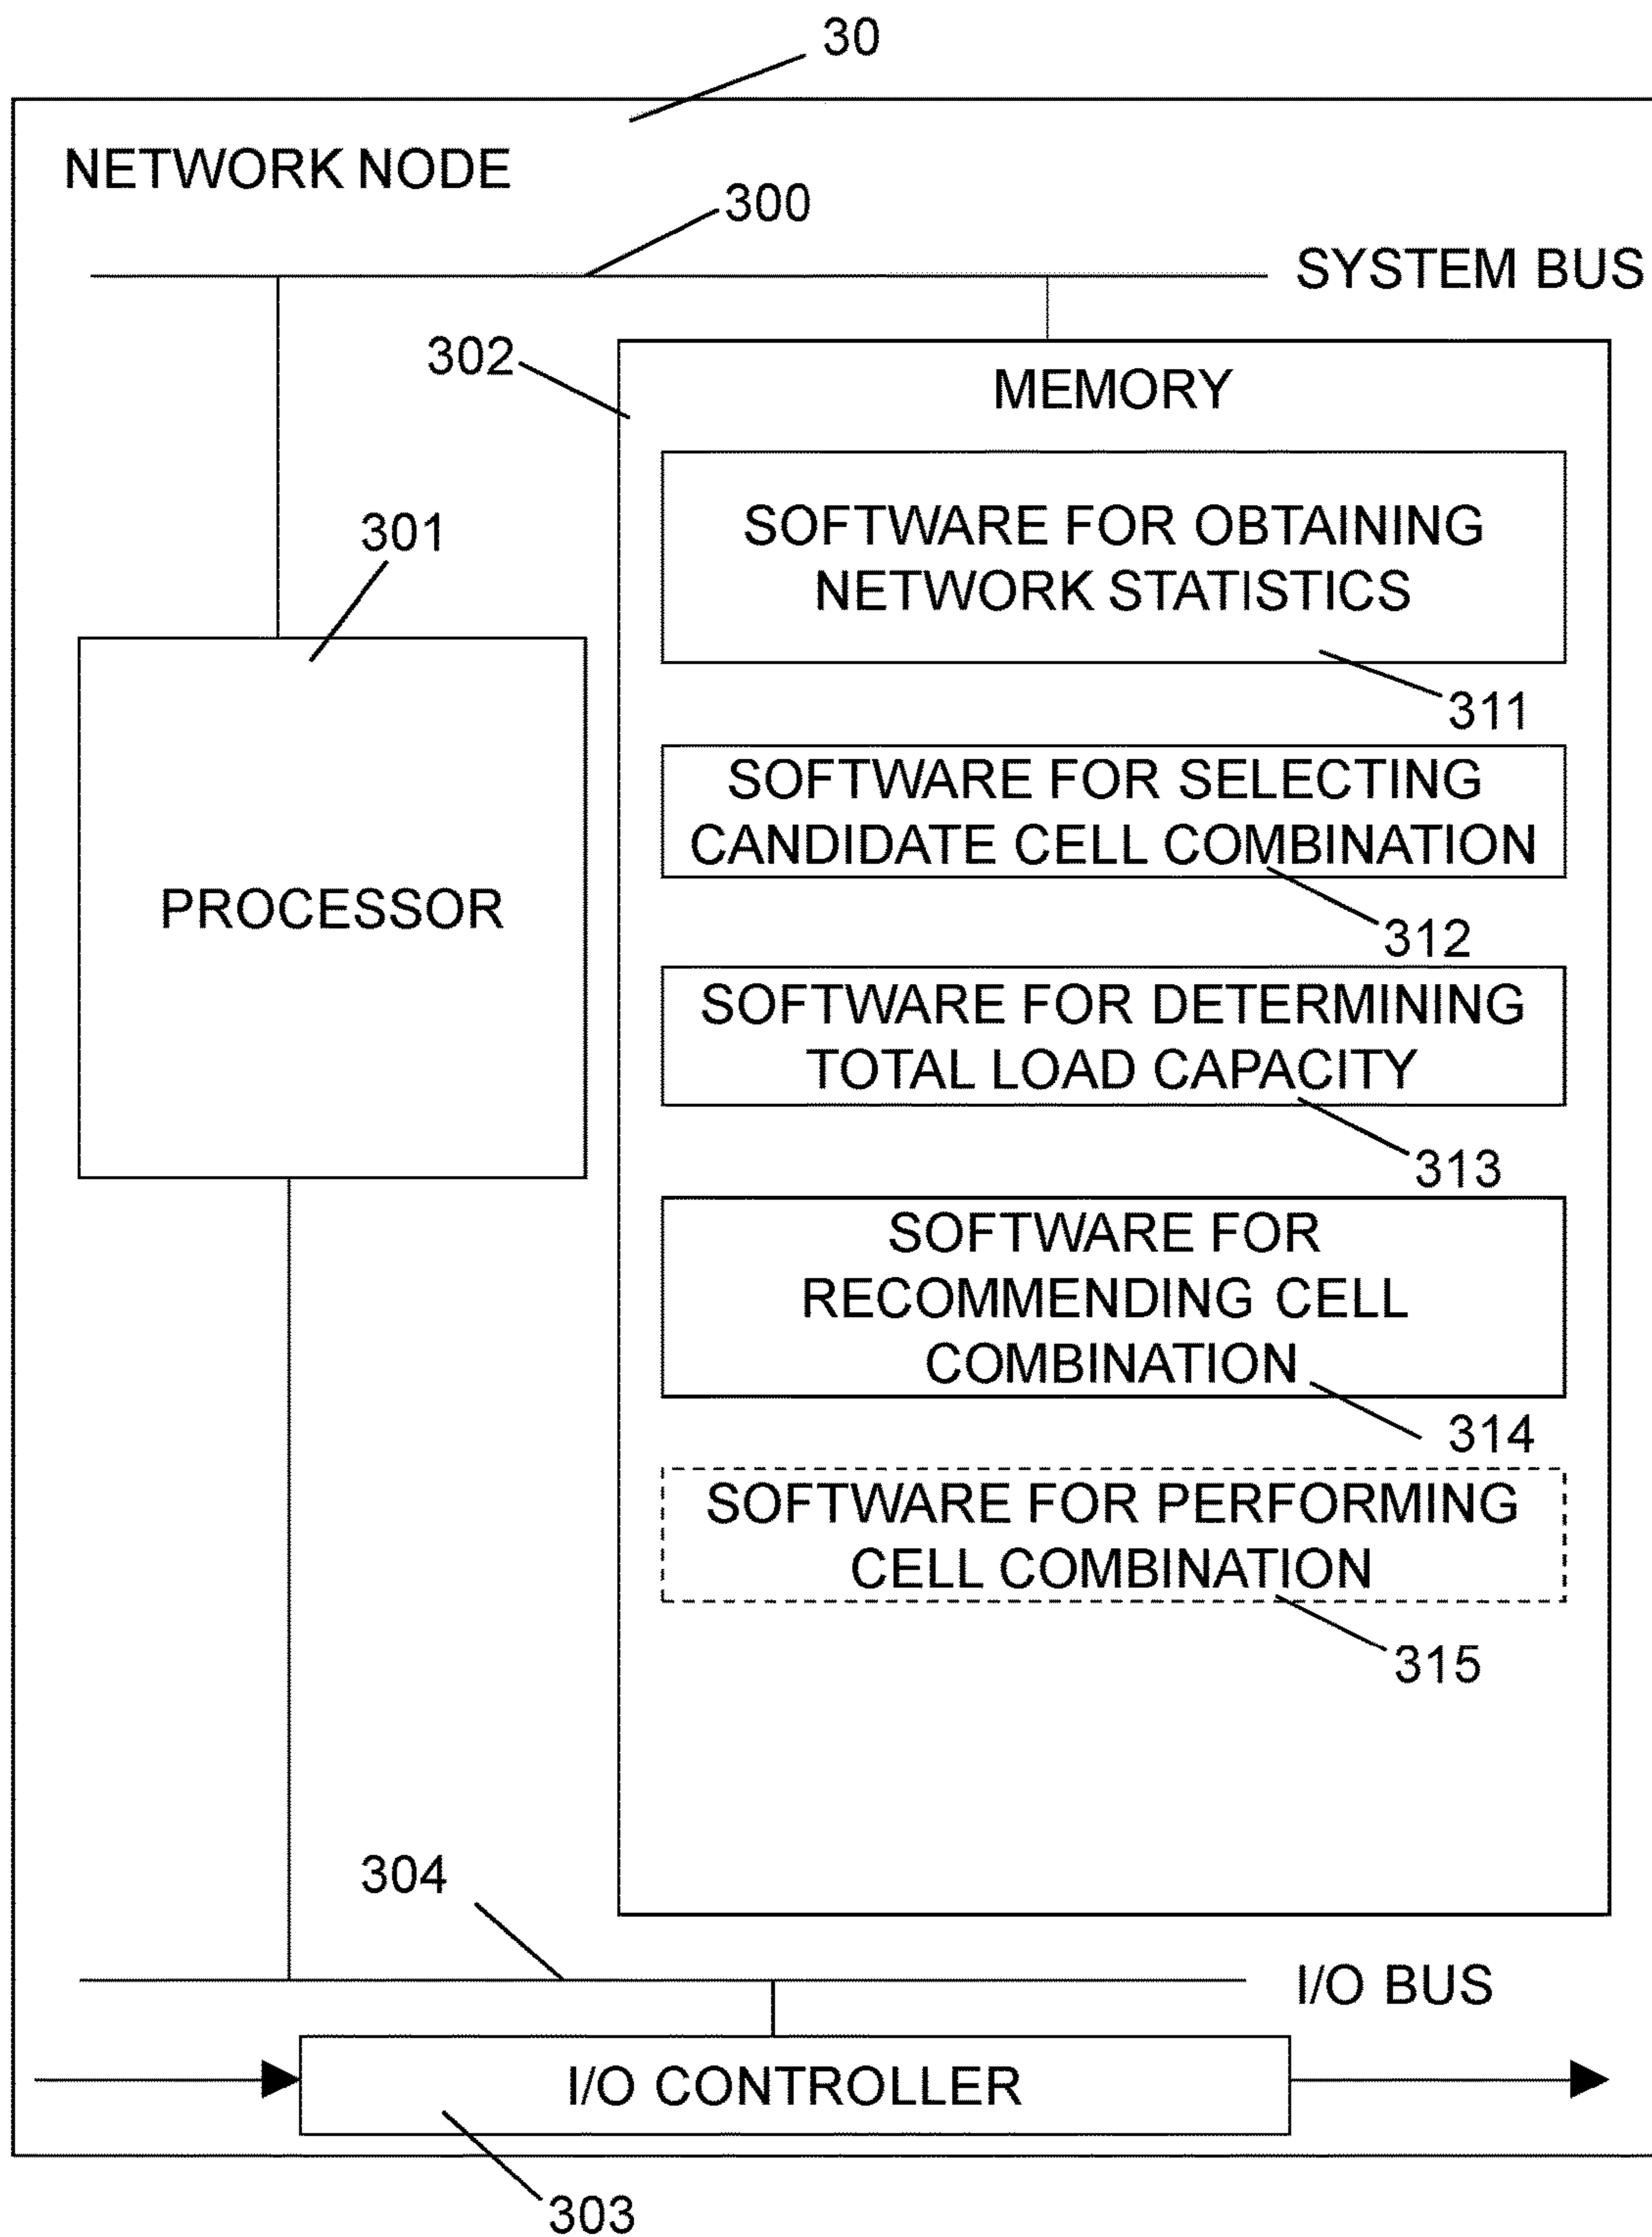 30
NETWORK NODE
300
SYSTEM BUS
302
MEMORY
301
SOFTWARE FOR OBTAINING
NETWORK STATISTICS
311
SOFTWARE FOR SELECTING
CANDIDATE CELL COMBINATION
PROCESSOR
312
SOFTWARE FOR DETERMINING
TOTAL LOAD CAPACITY
313
SOFTWARE FOR
RECOMMENDING CELL
COMBINATION
314
SOFTWARE FOR PERFORMING
CELL COMBINATION
315
304
I/O BUS
I/O CONTROLLER
303